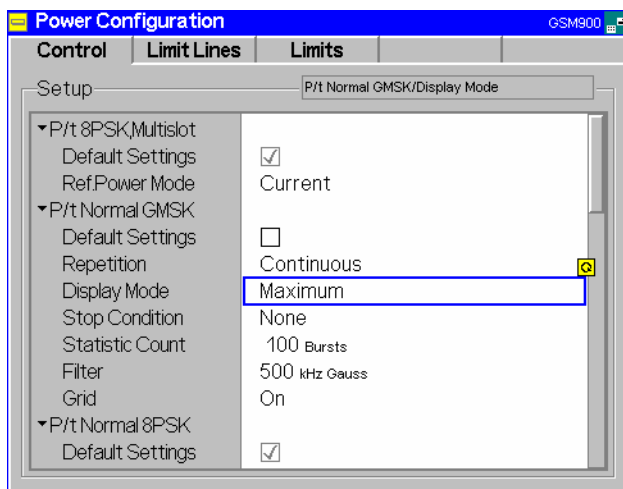 Power Configuration GSM900
Control Limit Lines Limits
Setup P/t Normal GMSK/Display Mode
P/t 8PSK,Multislot
Default Settings
Ref.Power Mode Current
P/t Normal GMSK
Default Settings
Repetition Continuous
Display Mode Maximum
Stop Condition None
Statistic Count 100 Bursts
Filter 500 kHz Gauss
Grid On
P/t Normal 8PSK
Default Settings